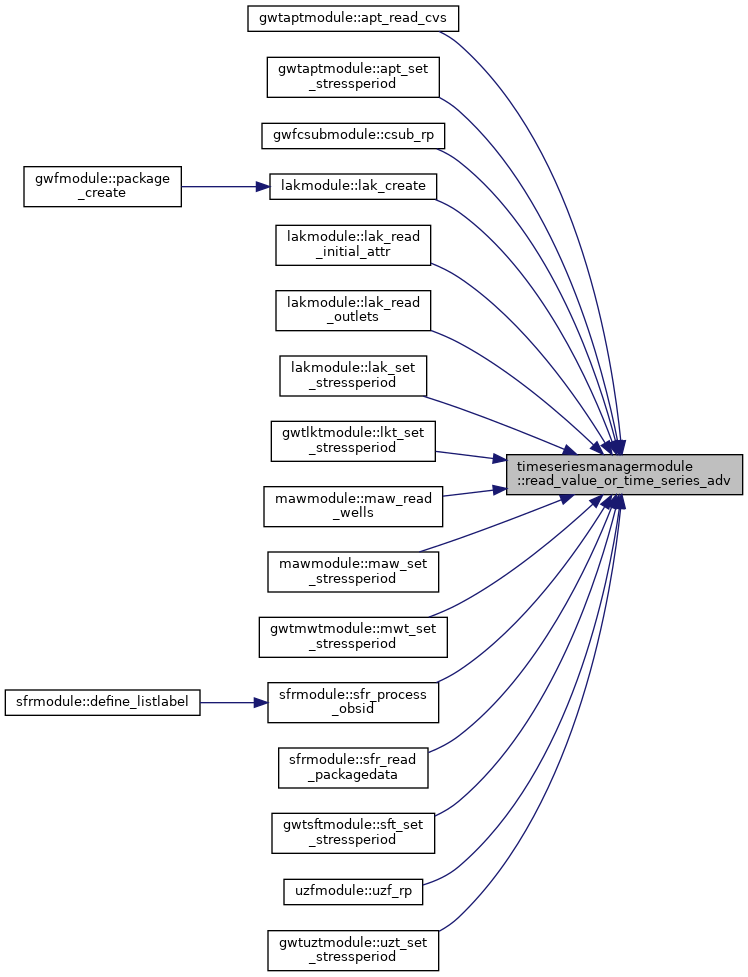 gwtaptmodule::apt_read_cvs
gwtaptmodule::apt_set
_stressperiod
gwfcsubmodule::csub_rp
gwfmodule::package
_create
lakmodule::lak_create
lakmodule::lak_read
_initial_attr
lakmodule::lak_read
_outlets
lakmodule::lak_set
_stressperiod
gwtlktmodule::lkt_set
_stressperiod
timeseriesmanagermodule
::read_value_or_time_series_adv
mawmodule::maw_read
_wells
mawmodule::maw_set
_stressperiod
gwtmwtmodule::mwt_set
_stressperiod
sfrmodule::define_listlabel
sfrmodule::sfr_process
_obsid
sfrmodule::sfr_read
_packagedata
gwtsftmodule::sft_set
_stressperiod
uzfmodule::uzf_rp
gwtuztmodule::uzt_set
_stressperiod